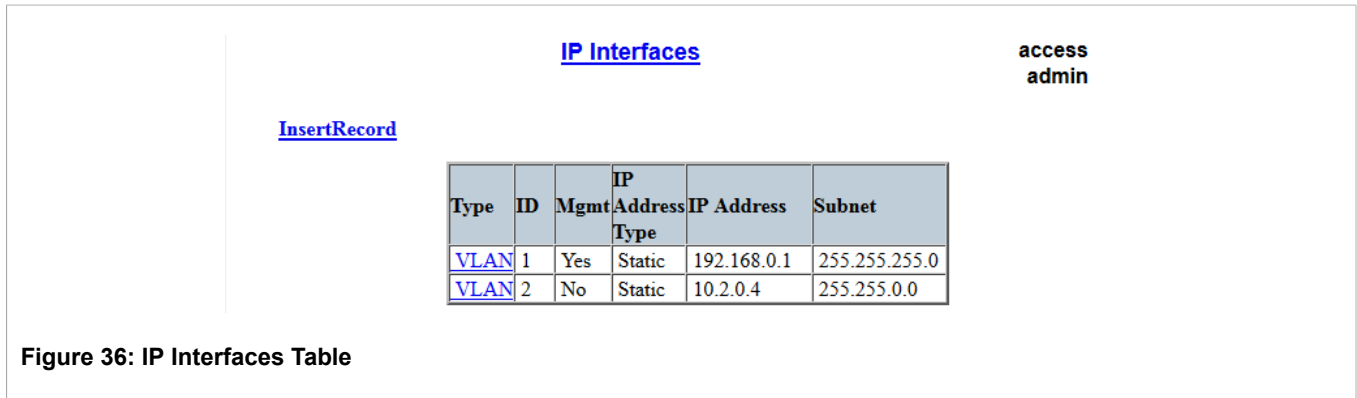 IP Interfaces
access
admin
InsertRecord
Type ID Mgmt IP Address Type IP Address Subnet
VLAN 1 Yes Static 192.168.0.1 255.255.255.0
VLAN 2 No Static 10.2.0.4 255.255.0.0
Figure 36: IP Interfaces Table